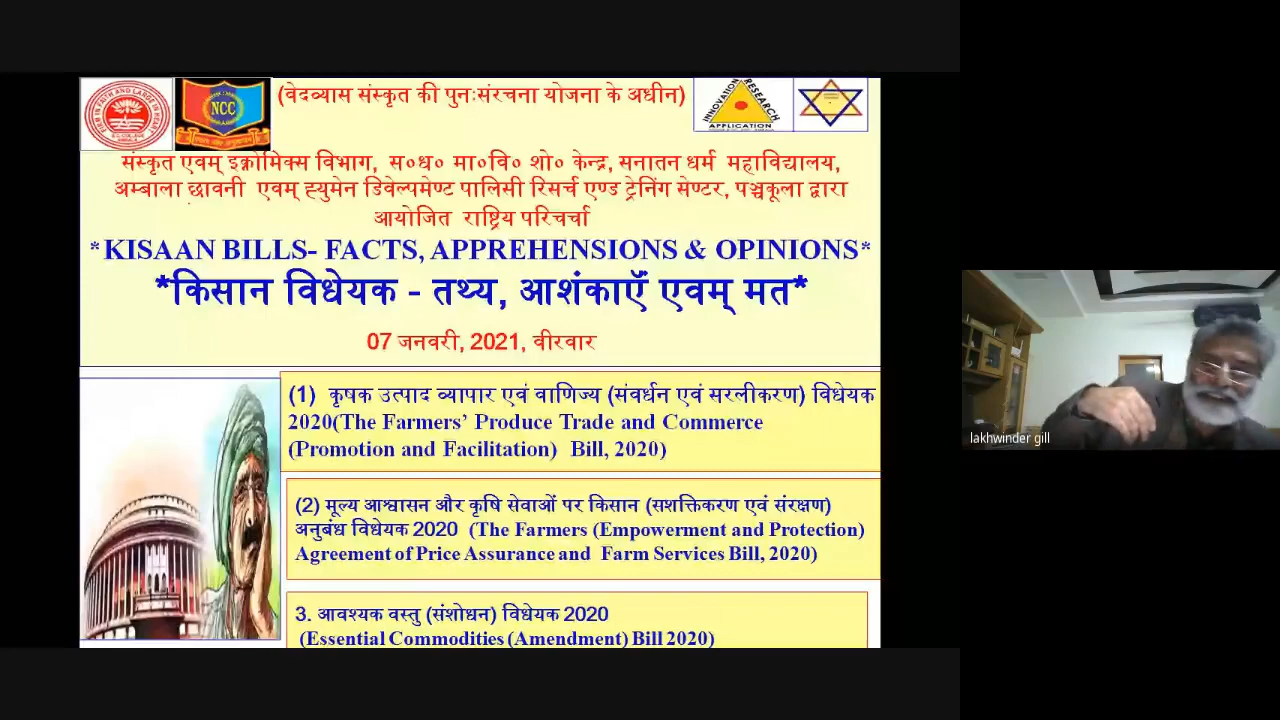 (वेदव्यास संस्कृत की पुनःसंरचना योजना के अधीन)
NCC
INNOVATION RESEARCH
APPLICATION
संस्कृत एवम् इक्नोमिक्स विभाग, स०ध० मा०वि० शो० केन्द्र, सनातन धर्म महाविद्यालय,
अम्बाला छावनी एवम् ह्युमेन डिवेल्पमेण्ट पालिसी रिसर्च एण्ड ट्रेनिंग सेण्टर, पञ्चकूला द्वारा
आयोजित राष्ट्रिय परिचर्चा
*KISAAN BILLS- FACTS, APPREHENSIONS & OPINIONS*
*किसान विधेयक - तथ्य, आशंकाएँ एवम् मत*
07 जनवरी, 2021, वीरवार
(1) कृषक उत्पाद व्यापार एवं वाणिज्य (संवर्धन एवं सरलीकरण) विधेयक
2020(The Farmers’ Produce Trade and Commerce
(Promotion and Facilitation) Bill, 2020)
(2) मूल्य आश्वासन और कृषि सेवाओं पर किसान (सशक्तिकरण एवं संरक्षण)
अनुबंध विधेयक 2020 (The Farmers (Empowerment and Protection)
Agreement of Price Assurance and Farm Services Bill, 2020)
3. आवश्यक वस्तु (संशोधन) विधेयक 2020
(Essential Commodities (Amendment) Bill 2020)
lakhwinder gill